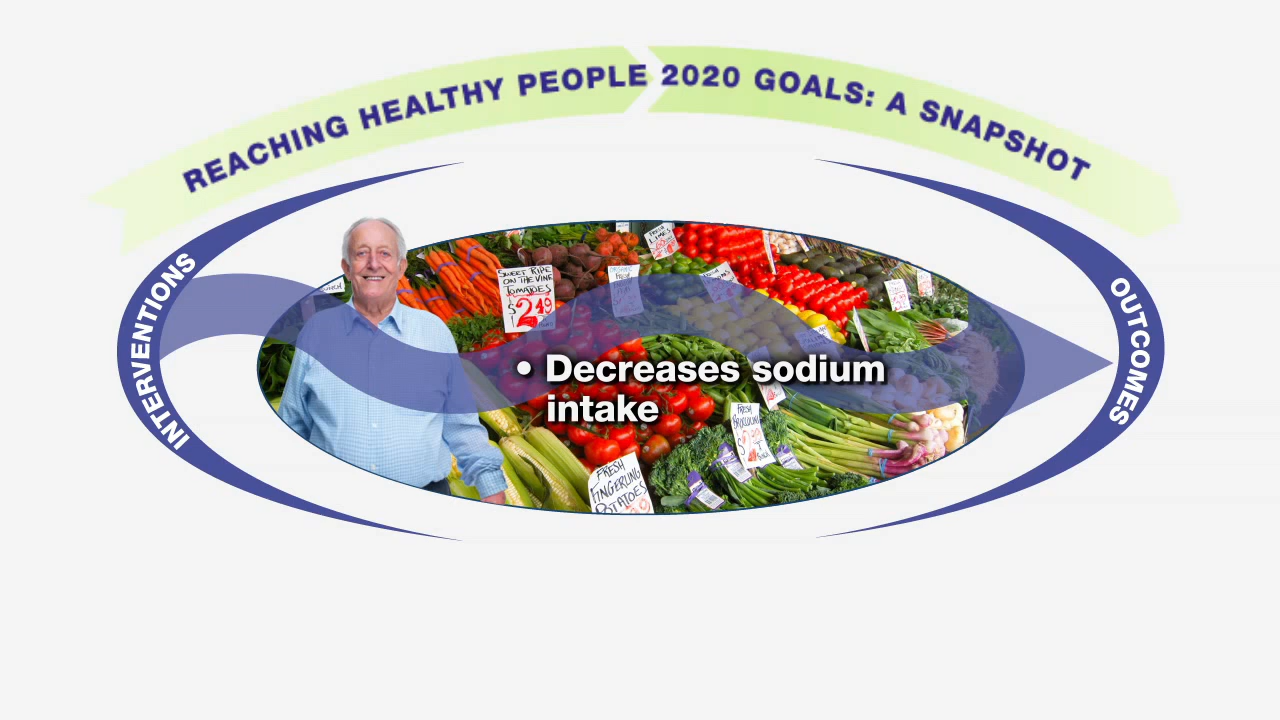 REACHING HEALTHY PEOPLE 2020 GOALS: A SNAPSHOT
INTERVENTIONS
OUTCOMES
SWEET RIPE
ON THE VINE
TOMATOES
$2.49
• Decreases sodium
intake
FRESH
FRESH
FINGERLING
POTATOES